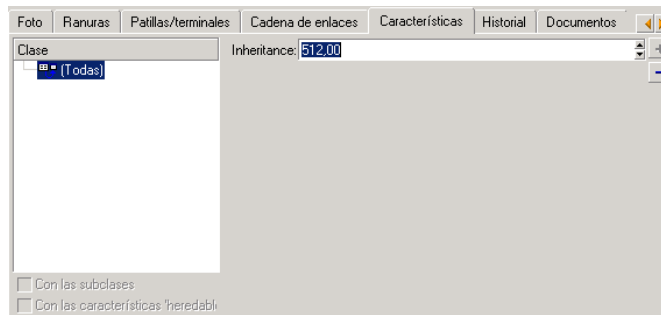 Foto Ranuras Patillas/terminales Cadena de enlaces Características Historial Documentos
Clase
Inheritance: 512,00
(Todas)
Con las subclases
Con las características 'heredabl